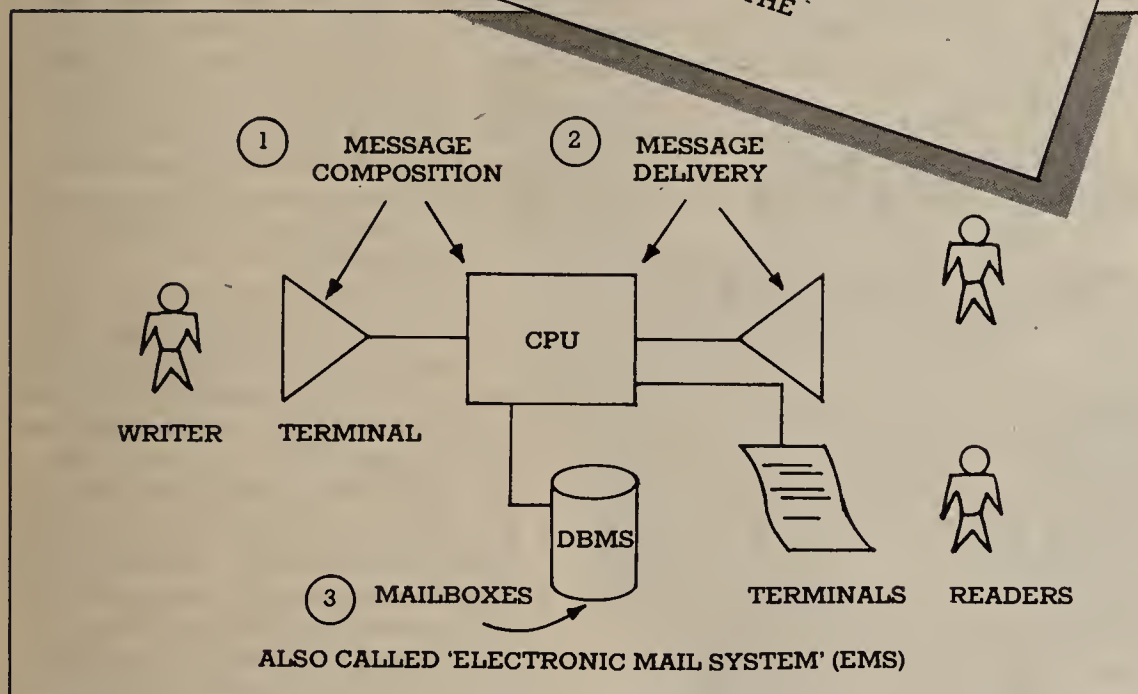 THE
1 MESSAGE
COMPOSITION
2 MESSAGE
DELIVERY
CPU
WRITER
TERMINAL
DBMS
3 MAILBOXES
TERMINALS
READERS
ALSO CALLED 'ELECTRONIC MAIL SYSTEM' (EMS)